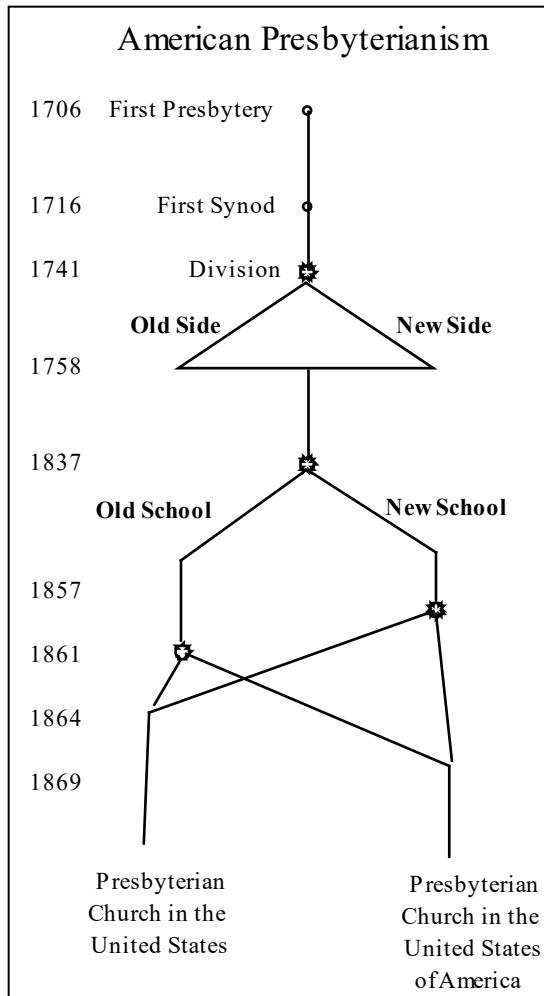 American Presbyterianism
1706 First Presbytery
1716 First Synod
1741 Division
Old Side New Side
1758
1837
Old School New School
1857
1861
1864
1869
Presbyterian
Church in the
United States
Presbyterian
Church in the
United States
of America